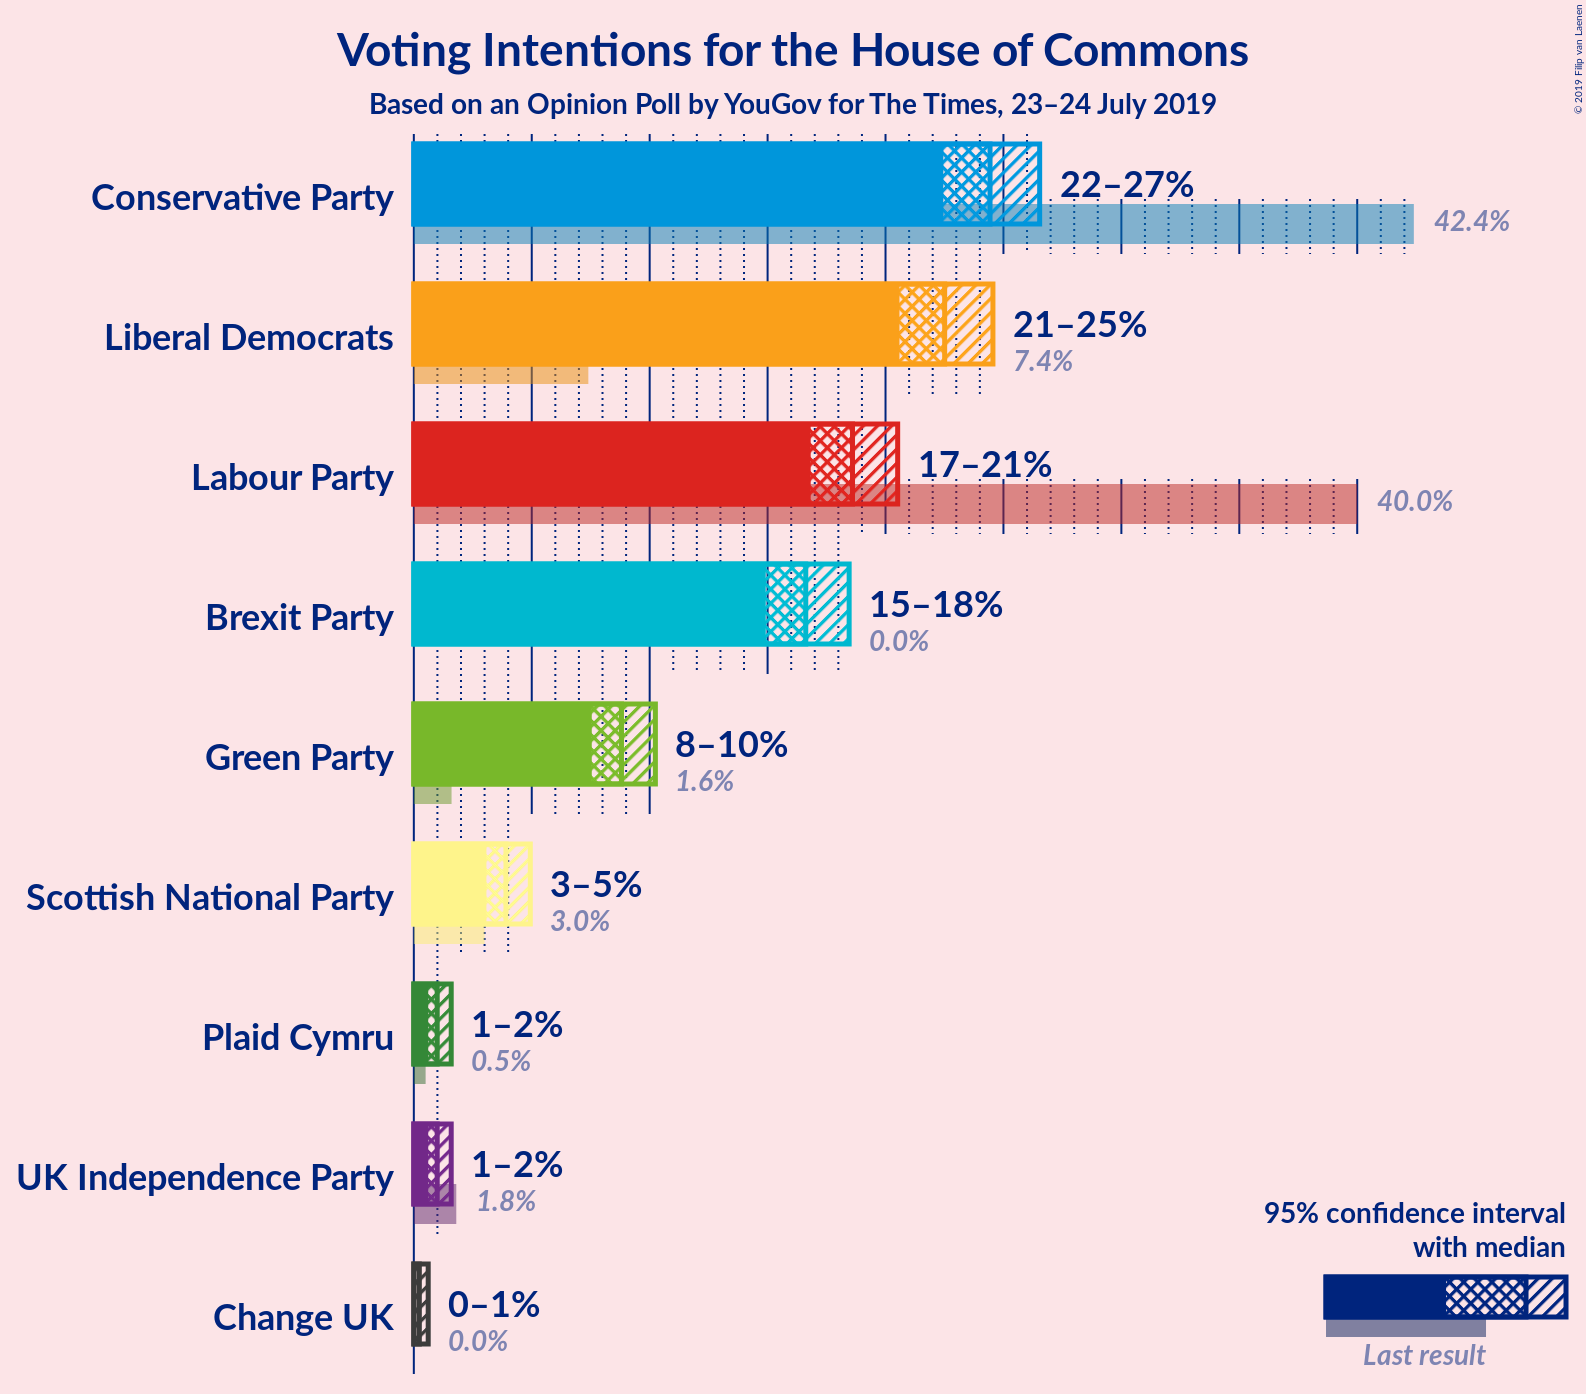 Voting Intentions for the House of Commons
Based on an Opinion Poll by YouGov for The Times, 23–24 July 2019
© 2019 Filip van Laenen
Conservative Party
22–27%
42.4%
Liberal Democrats
21–25%
7.4%
Labour Party
17–21%
40.0%
Brexit Party
15–18%
0.0%
Green Party
8–10%
1.6%
Scottish National Party
3–5%
3.0%
Plaid Cymru
1–2%
0.5%
UK Independence Party
1–2%
1.8%
Change UK
0–1%
0.0%
95% confidence interval
with median
Last result